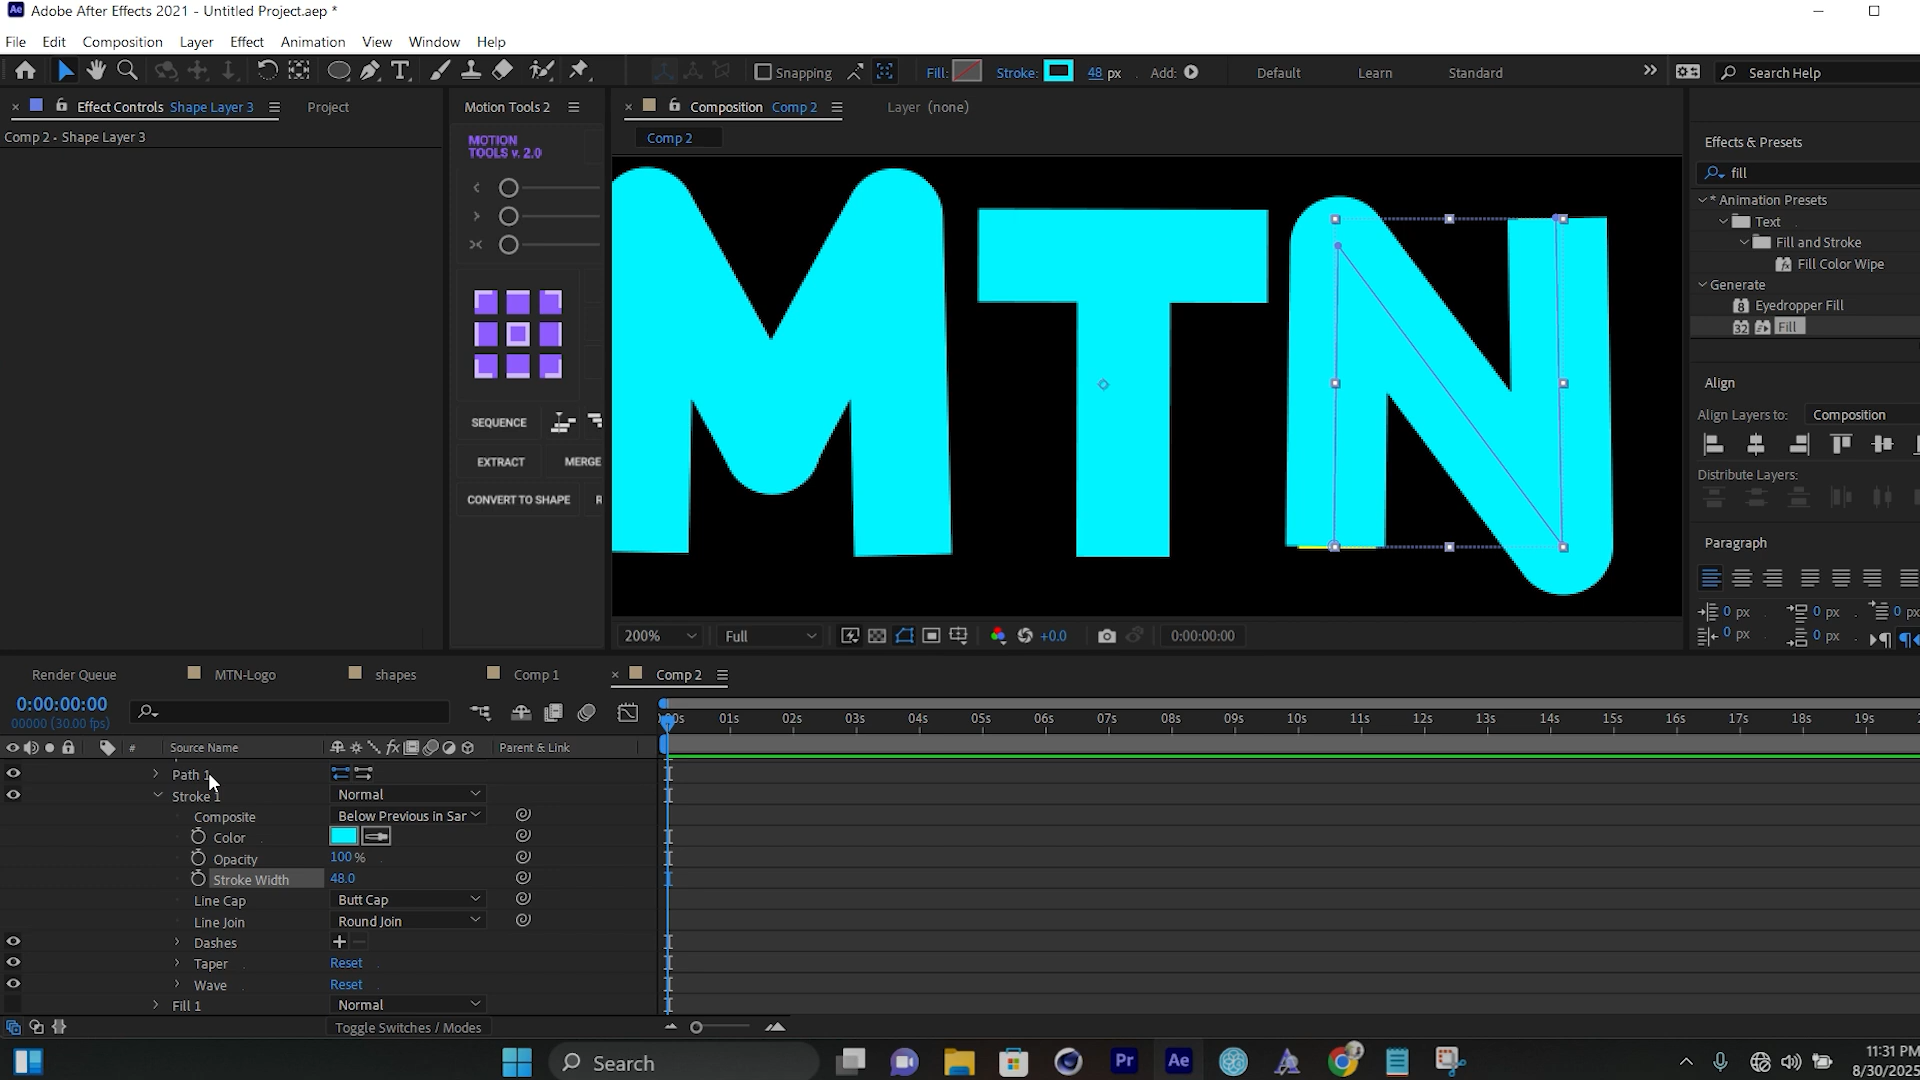 Adobe After Effects 2021 - Untitled Project.aep *
File Edit Composition Layer Effect Animation View Window Help
Snapping Fill: Stroke: 48 px Add: Default Learn Standard Search Help
Effect Controls Shape Layer 3 Project
Comp 2 - Shape Layer 3
Motion Tools 2
MOTION
TOOLS v. 2.0
SEQUENCE
EXTRACT MERGE
CONVERT TO SHAPE R
Composition Comp 2 Layer (none)
Comp 2
MTN
200% Full +0.0 0:00:00:00
Effects & Presets
fill
* Animation Presets
Text
Fill and Stroke
Fill Color Wipe
Generate
Eyedropper Fill
Fill
Align
Align Layers to: Composition
Distribute Layers:
Paragraph
0 px 0 px 0 px
0 px 0 px
Render Queue MTN-Logo shapes Comp 1 Comp 2
0:00:00:00
00000 (30.00 fps)
01s 02s 03s 04s 05s 06s 07s 08s 09s 10s 11s 12s 13s 14s 15s 16s 17s 18s 19s
# Source Name Parent & Link
Path 1
Stroke 1 Normal
Composite Below Previous in Sar
Color
Opacity 100 %
Stroke Width 48.0
Line Cap Butt Cap
Line Join Round Join
Dashes
Taper Reset
Wave Reset
Fill 1 Normal
Toggle Switches / Modes
Search
Pr Ae
11:31 PM
8/30/2025